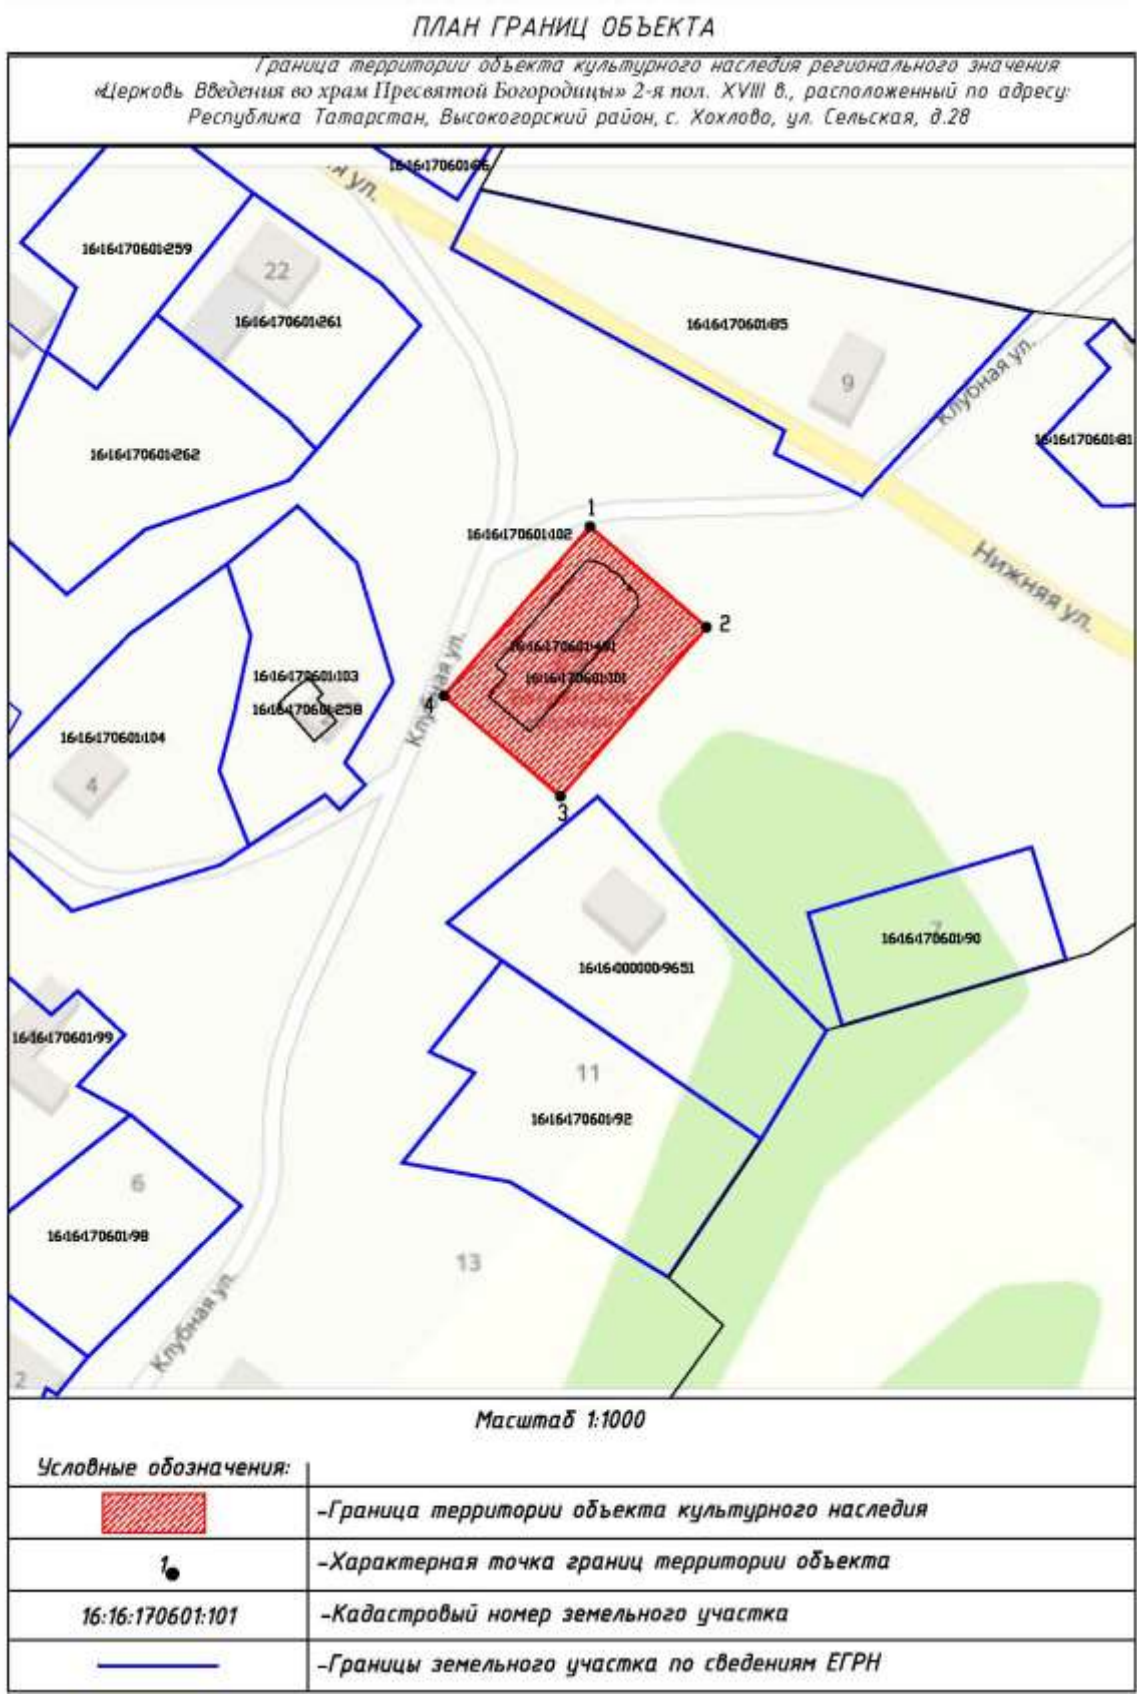 ПЛАН ГРАНИЦ ОБЪЕКТА
Граница территории объекта культурного наследия регионального значения
«Церковь Введения во храм Пресвятой Богородицы» 2-я пол. XVIII в., расположенный по адресу:
Республика Татарстан, Высокогорский район, с. Хохлово, ул. Сельская, д.28
16:16:170601:86
ул.
16:16:170601:259
22
16:16:170601:261
16:16:170601:85
9
Клубная ул.
16:16:170601:81
16:16:170601:262
1
16:16:170601:102
Нижняя ул.
2
16:16:170601:491
16:16:170601:101
16:16:170601:103
4
Клубная ул.
16:16:170601:258
16:16:170601:104
4
3
7
16:16:170601:90
16:16:000000:9651
16:16:170601:99
11
16:16:170601:92
6
16:16:170601:98
13
Клубная ул.
2
Масштаб 1:1000
Условные обозначения:
-Граница территории объекта культурного наследия
1
-Характерная точка границ территории объекта
16:16:170601:101
-Кадастровый номер земельного участка
-Границы земельного участка по сведениям ЕГРН